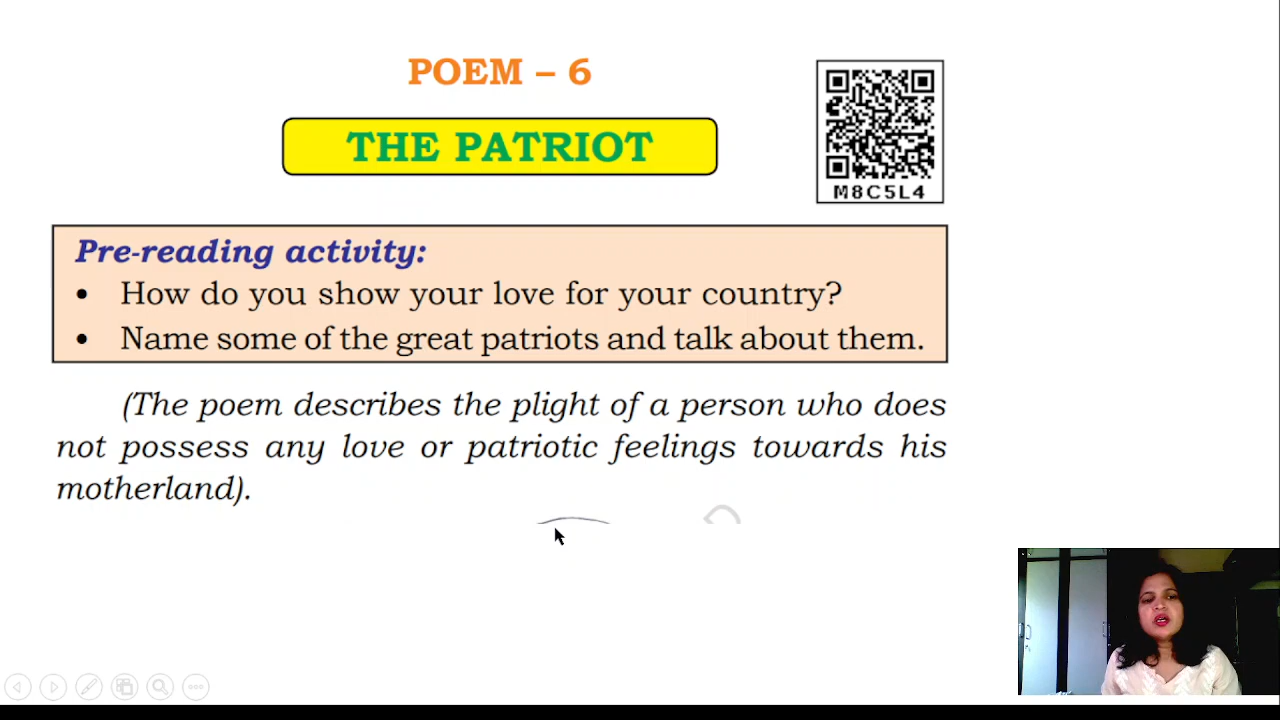 POEM – 6
THE PATRIOT
M8C5L4
Pre-reading activity:
• How do you show your love for your country?
• Name some of the great patriots and talk about them.
(The poem describes the plight of a person who does
not possess any love or patriotic feelings towards his
motherland).